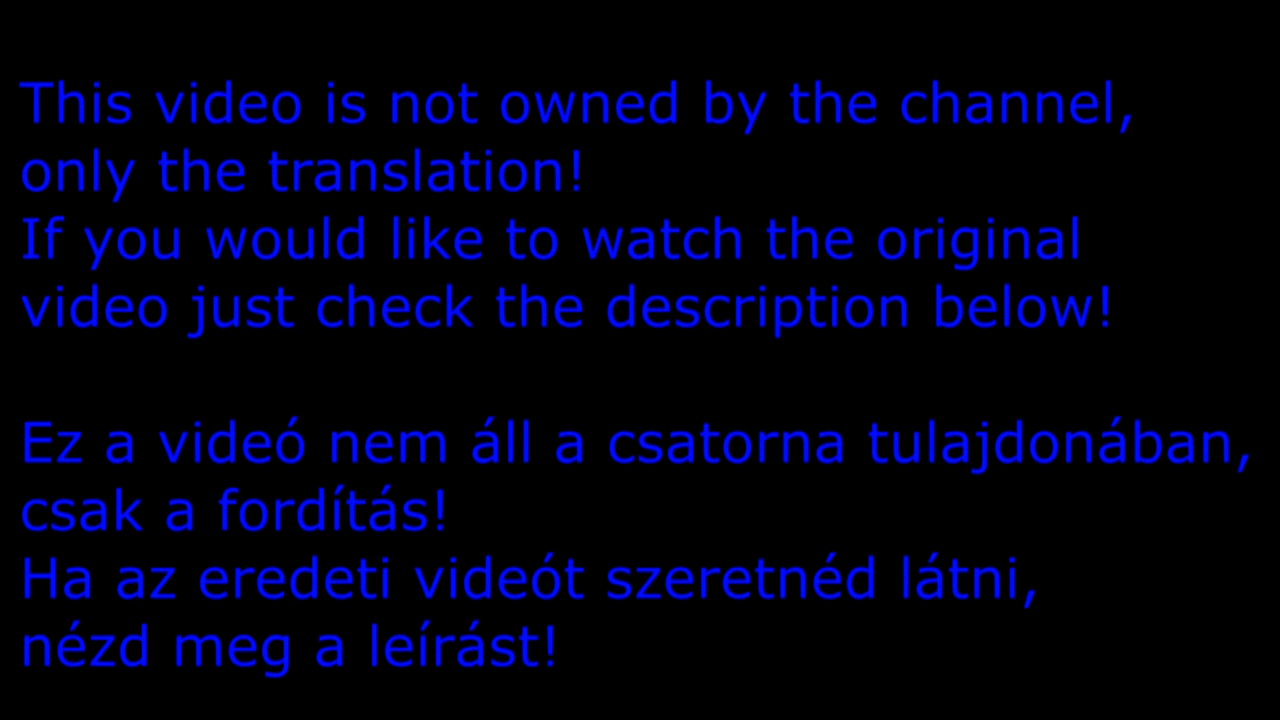 This video is not owned by the channel,
only the translation!
If you would like to watch the original
video just check the description below!
Ez a videó nem áll a csatorna tulajdonában,
csak a fordítás!
Ha az eredeti videót szeretnéd látni,
nézd meg a leírást!